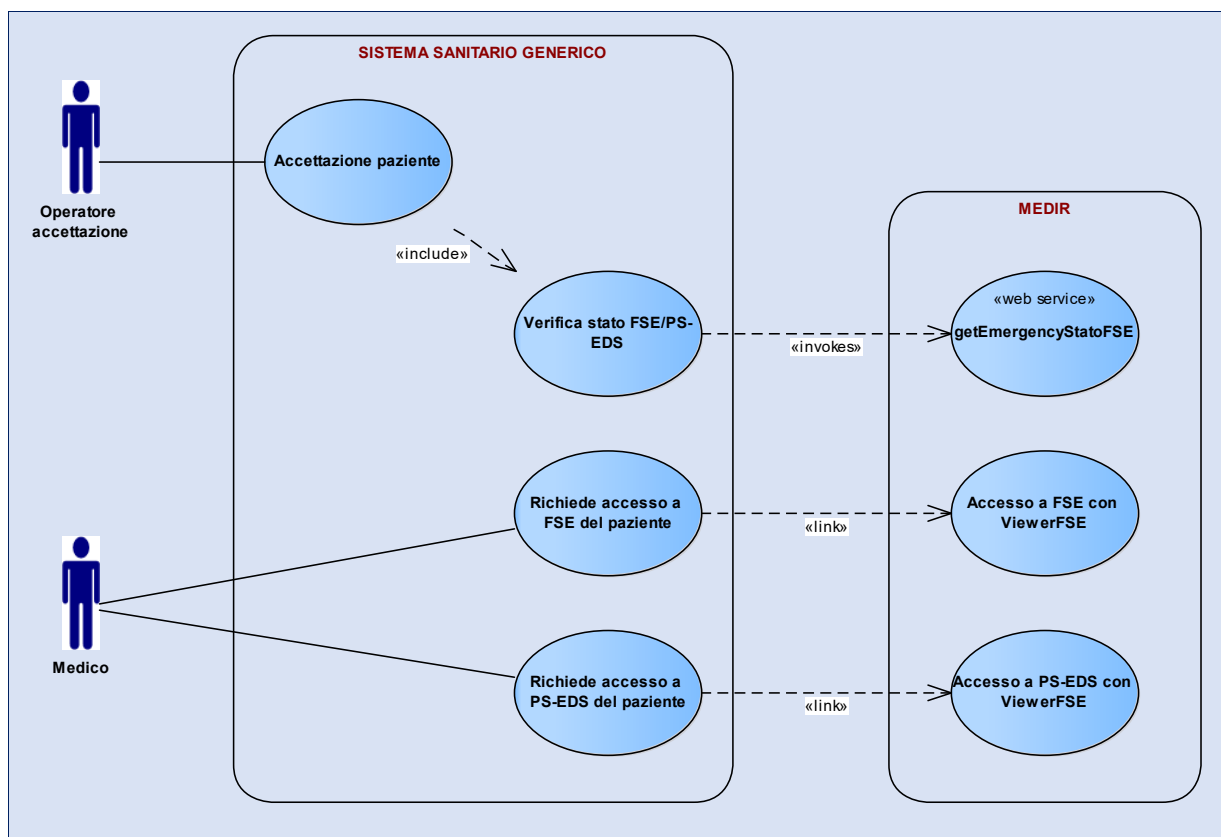 SISTEMA SANITARIO GENERICO
Accettazione paziente
Operatore
accettazione
«include»
MEDIR
Verifica stato FSE/PS-
EDS
«invokes»
«web service»
getEmergencyStatoFSE
Richiede accesso a
FSE del paziente
«link»
Accesso a FSE con
ViewerFSE
Medico
Richiede accesso a
PS-EDS del paziente
«link»
Accesso a PS-EDS con
ViewerFSE